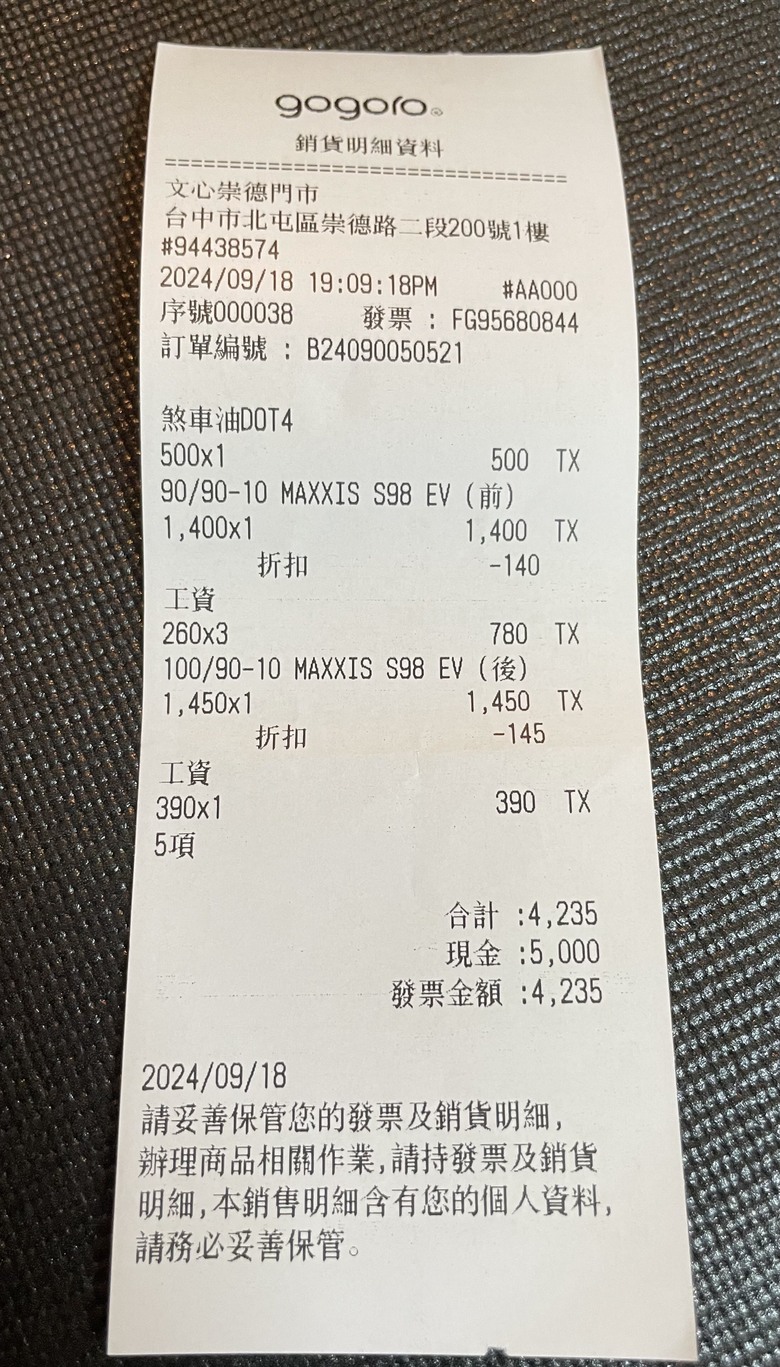 gogoro®
銷貨明細資料
================================
文心崇德門市
台中市北屯區崇德路二段200號1樓
#94438574
2024/09/18 19:09:18PM #AA000
序號000038 發票 : FG95680844
訂單編號 : B24090050521
煞車油DOT4
500x1 500 TX
90/90-10 MAXXIS S98 EV (前)
1,400x1 1,400 TX
折扣 -140
工資
260x3 780 TX
100/90-10 MAXXIS S98 EV (後)
1,450x1 1,450 TX
折扣 -145
工資
390x1 390 TX
5項
合計 :4,235
現金 :5,000
發票金額 :4,235
2024/09/18
請妥善保管您的發票及銷貨明細,
辦理商品相關作業,請持發票及銷貨
明細,本銷售明細含有您的個人資料,
請務必妥善保管。